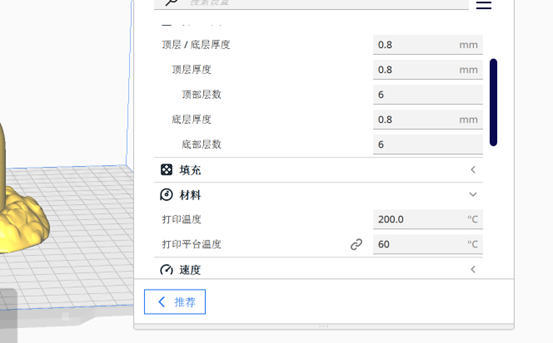 搜索设置
顶层 / 底层厚度 0.8 mm
顶层厚度 0.8 mm
顶部层数 6
底层厚度 0.8 mm
底部层数 6
填充
材料
打印温度 200.0 °C
打印平台温度 60 °C
速度
推荐